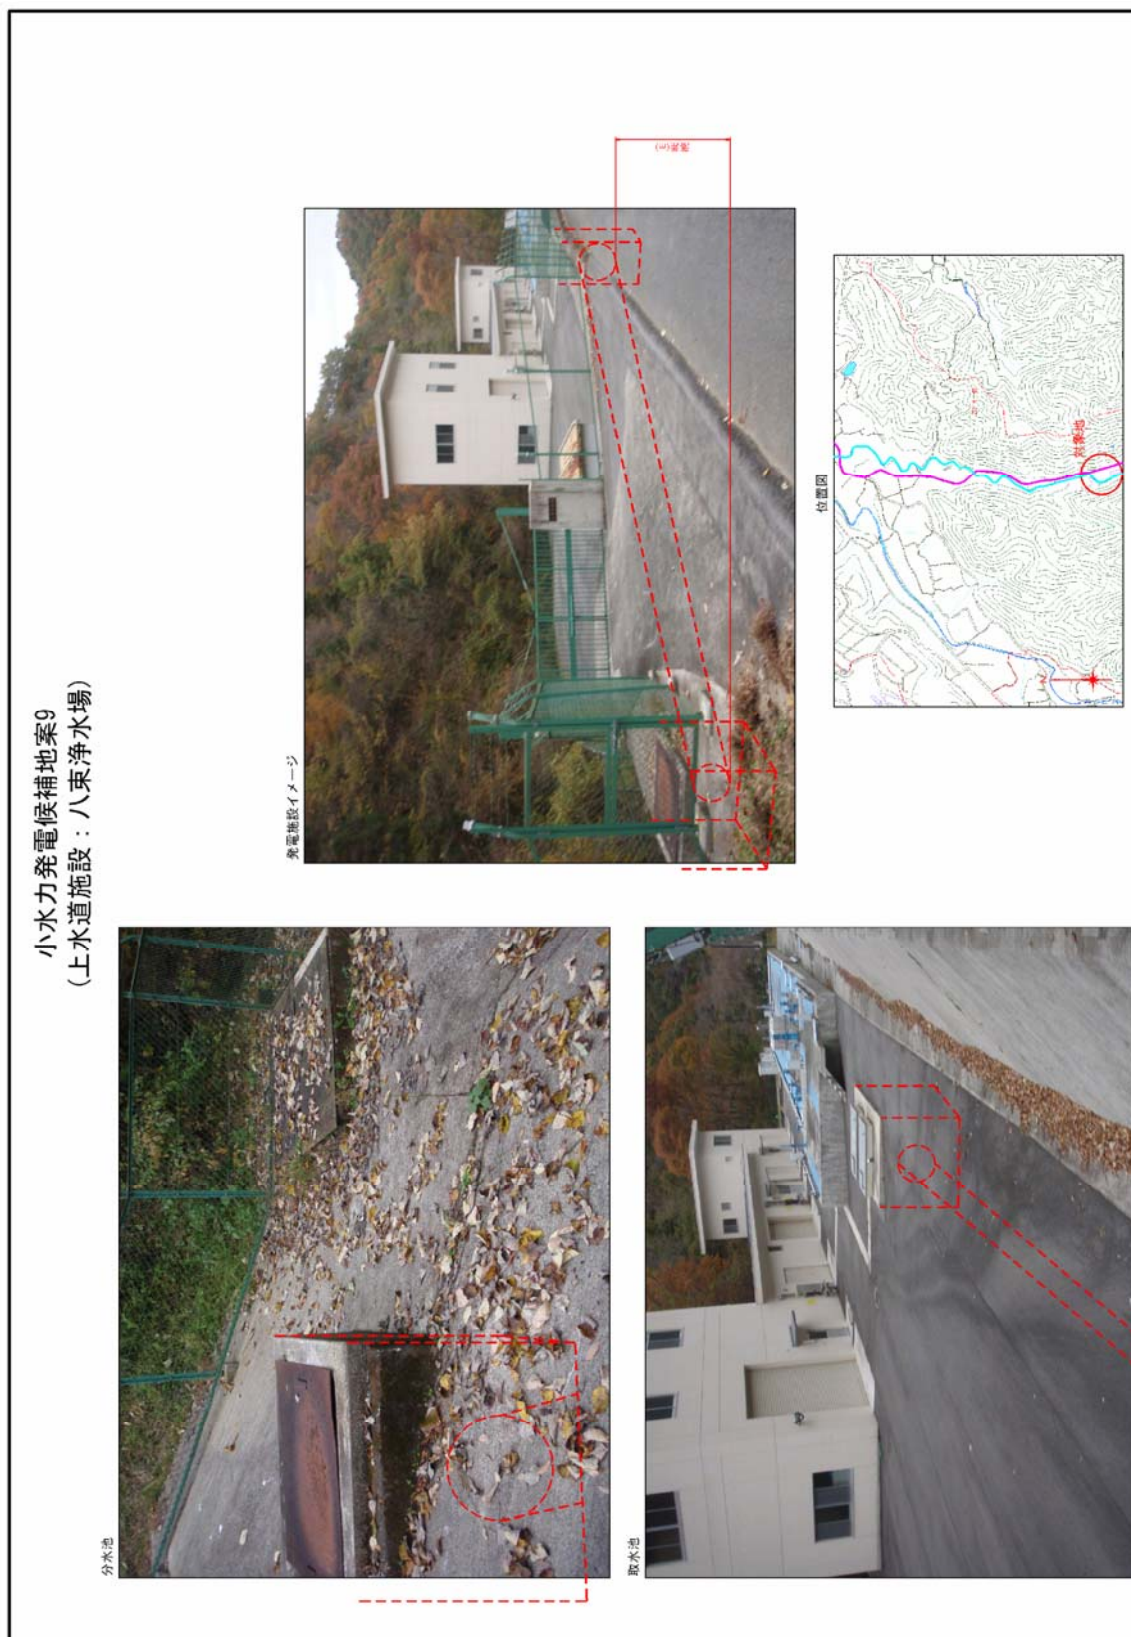 小水力発電候補地案9
(上水道施設：八束浄水場)
分水池
発電施設イメージ
取水池
位置図
対象地